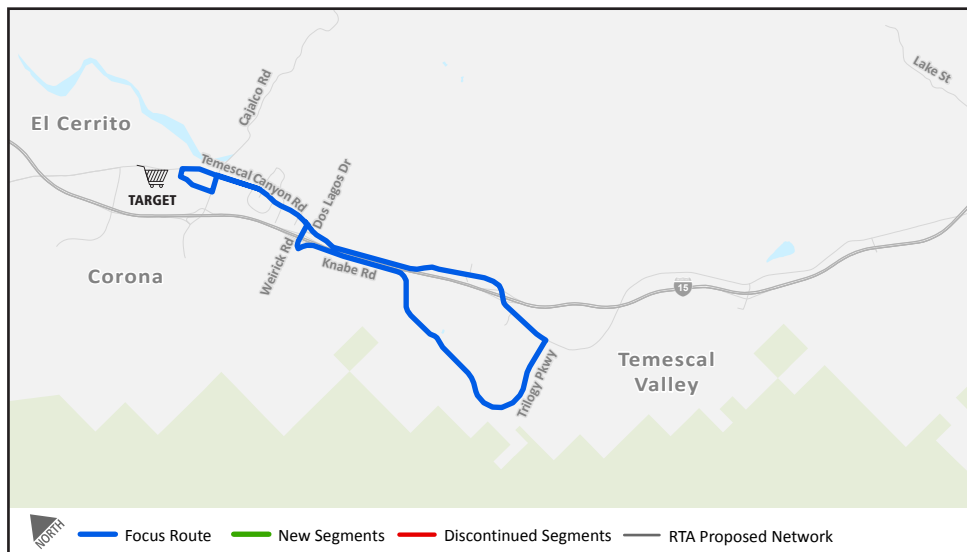 Lake St
Cajalco Rd
El Cerrito
Temescal Canyon Rd
TARGET
Dos Lagos Dr
Weirick Rd
Knabe Rd
Corona
15
Temescal
Valley
Trilogy Pkwy
NORTH
Focus Route
New Segments
Discontinued Segments
RTA Proposed Network